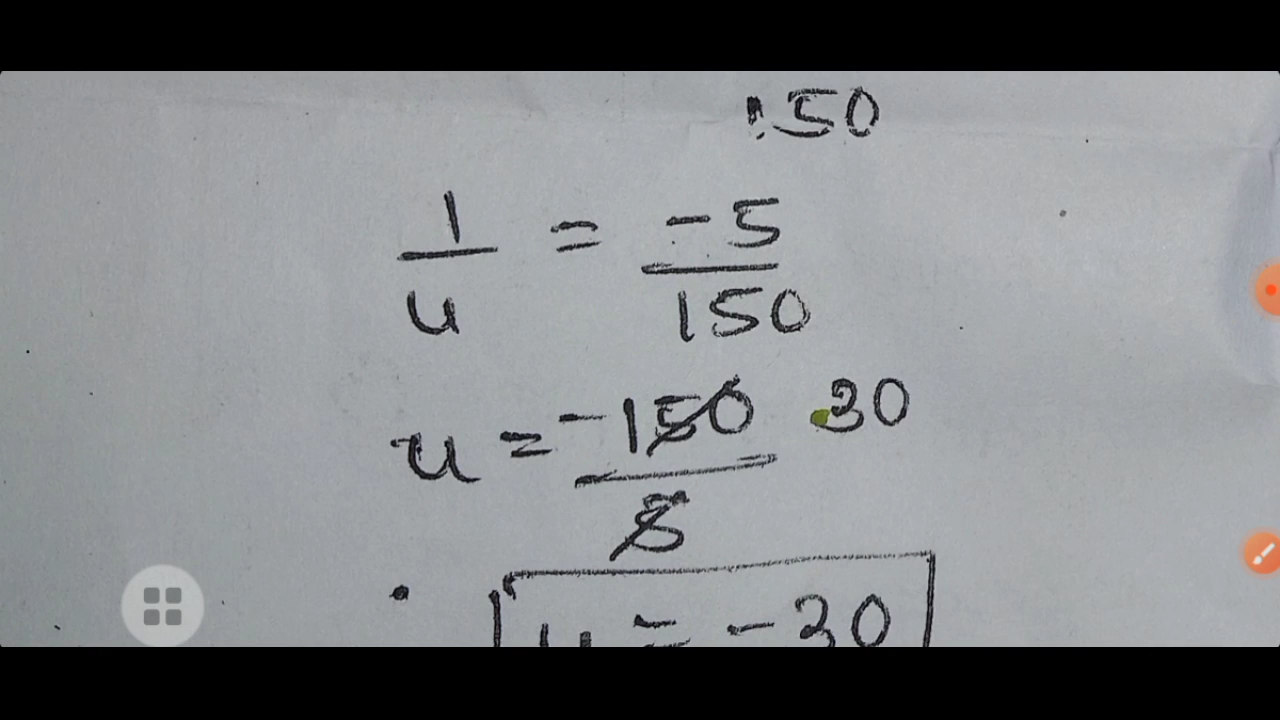 150
1/u = -5/150
u = -150/5 30
u = -30